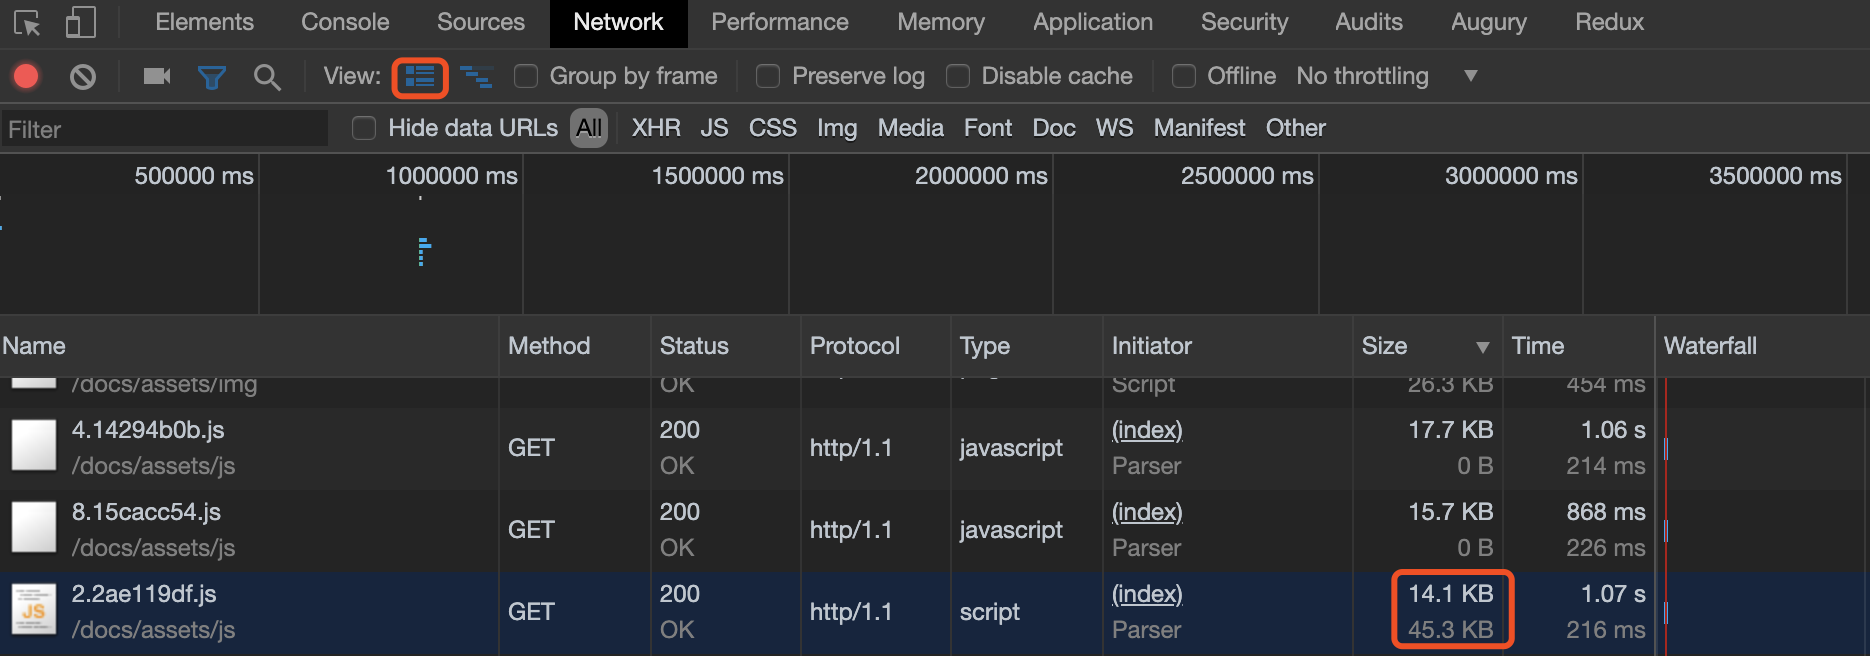 Elements Console Sources Network Performance Memory Application Security Audits Augury Redux
View: Group by frame Preserve log Disable cache Offline No throttling ▼
Filter Hide data URLs All XHR JS CSS Img Media Font Doc WS Manifest Other
500000 ms 1000000 ms 1500000 ms 2000000 ms 2500000 ms 3000000 ms 3500000 ms
Name Method Status Protocol Type Initiator Size ▼ Time Waterfall
/docs/assets/img OK Script 26.3 KB 454 ms
4.14294b0b.js 200 (index) 17.7 KB 1.06 s
GET http/1.1 javascript
/docs/assets/js OK Parser 0 B 214 ms
8.15cacc54.js 200 (index) 15.7 KB 868 ms
GET http/1.1 javascript
/docs/assets/js OK Parser 0 B 226 ms
2.2ae119df.js 200 (index) 14.1 KB 1.07 s
JS GET http/1.1 script
/docs/assets/js OK Parser 45.3 KB 216 ms